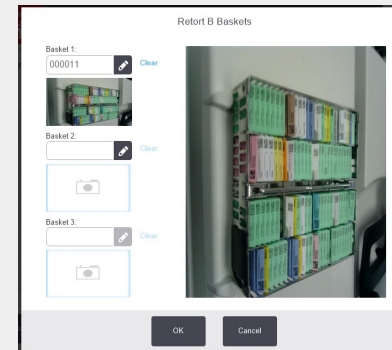 Retort B Baskets
Basket 1:
000011
Clear
Basket 2:
Clear
Basket 3:
Clear
OK
Cancel